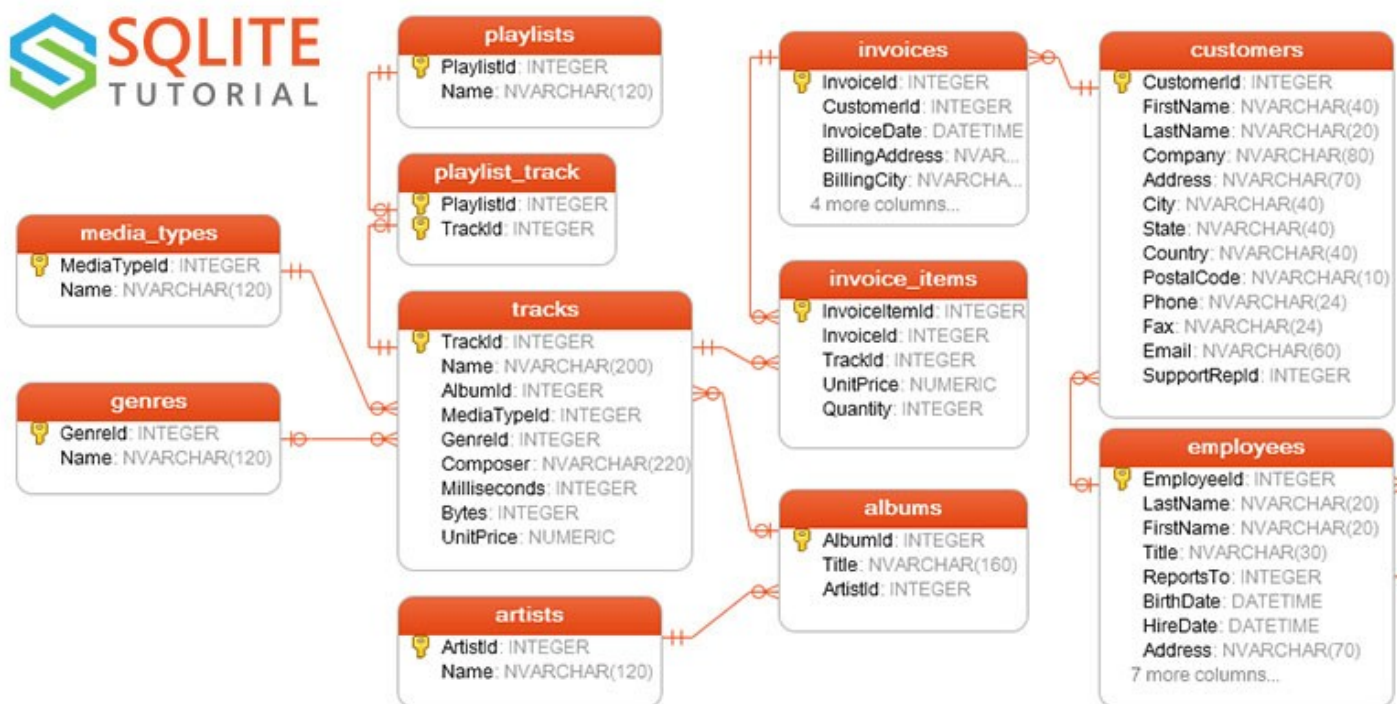 SQLITE
TUTORIAL
playlists
PlaylistId: INTEGER
Name: NVARCHAR(120)
playlist_track
PlaylistId: INTEGER
TrackId: INTEGER
media_types
MediaTypeId: INTEGER
Name: NVARCHAR(120)
genres
GenreId: INTEGER
Name: NVARCHAR(120)
tracks
TrackId: INTEGER
Name: NVARCHAR(200)
AlbumId: INTEGER
MediaTypeId: INTEGER
GenreId: INTEGER
Composer: NVARCHAR(220)
Milliseconds: INTEGER
Bytes: INTEGER
UnitPrice: NUMERIC
artists
ArtistId: INTEGER
Name: NVARCHAR(120)
invoices
InvoiceId: INTEGER
CustomerId: INTEGER
InvoiceDate: DATETIME
BillingAddress: NVAR...
BillingCity: NVARCHA...
4 more columns...
invoice_items
InvoiceItemId: INTEGER
InvoiceId: INTEGER
TrackId: INTEGER
UnitPrice: NUMERIC
Quantity: INTEGER
albums
AlbumId: INTEGER
Title: NVARCHAR(160)
ArtistId: INTEGER
customers
CustomerId: INTEGER
FirstName: NVARCHAR(40)
LastName: NVARCHAR(20)
Company: NVARCHAR(80)
Address: NVARCHAR(70)
City: NVARCHAR(40)
State: NVARCHAR(40)
Country: NVARCHAR(40)
PostalCode: NVARCHAR(10)
Phone: NVARCHAR(24)
Fax: NVARCHAR(24)
Email: NVARCHAR(60)
SupportRepId: INTEGER
employees
EmployeeId: INTEGER
LastName: NVARCHAR(20)
FirstName: NVARCHAR(20)
Title: NVARCHAR(30)
ReportsTo: INTEGER
BirthDate: DATETIME
HireDate: DATETIME
Address: NVARCHAR(70)
7 more columns...